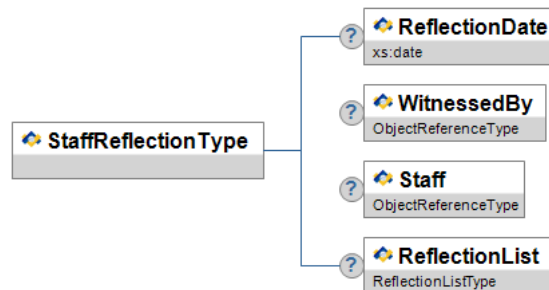 ? ReflectionDate
xs:date
? WitnessedBy
ObjectReferenceType
StaffReflectionType
? Staff
ObjectReferenceType
? ReflectionList
ReflectionListType